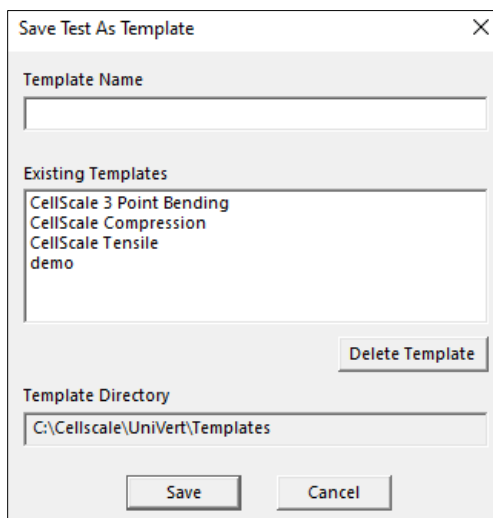 Save Test As Template
Template Name
Existing Templates
CellScale 3 Point Bending
CellScale Compression
CellScale Tensile
demo
Delete Template
Template Directory
C:\Cellscale\UniVert\Templates
Save Cancel